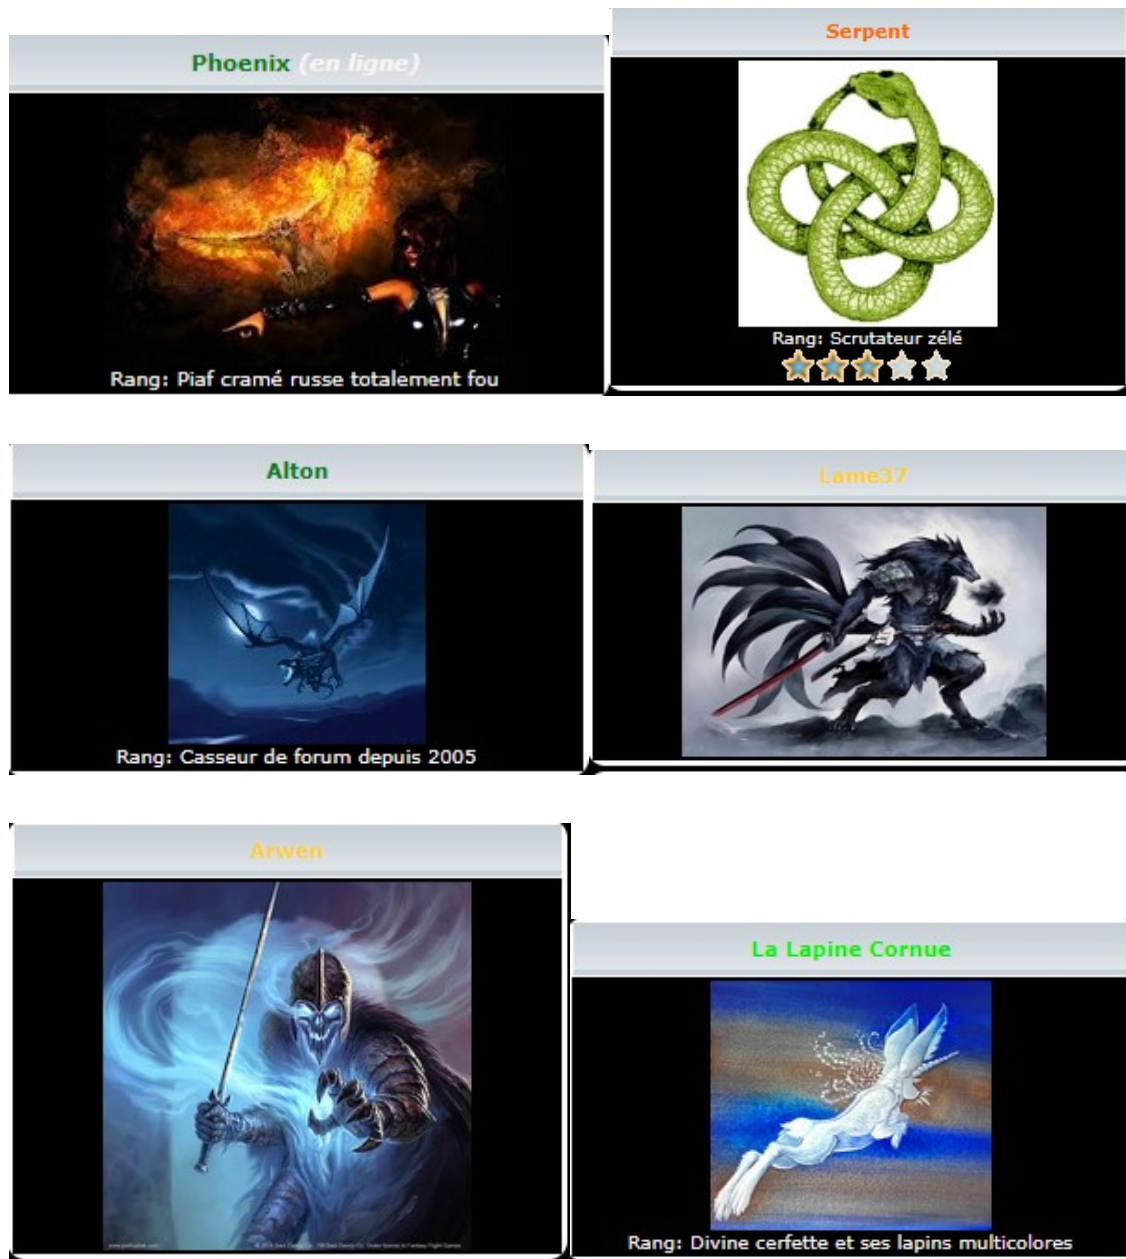 Phoenix (en ligne)
Serpent
Rang: Piaf cramé russe totalement fou
Rang: Scrutateur zélé
Alton
Lame37
Rang: Casseur de forum depuis 2005
Arwen
La Lapine Cornue
Rang: Divine cerfette et ses lapins multicolores